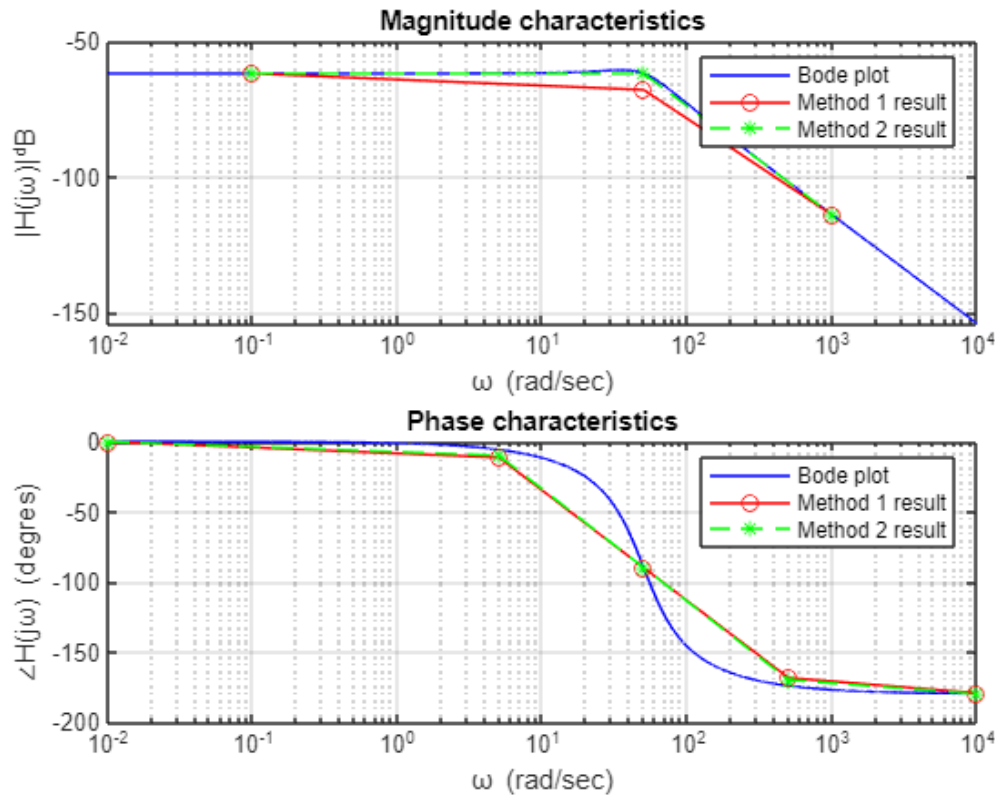 Magnitude characteristics
-50
-100
-150
|H(jω)|dB
Bode plot
Method 1 result
Method 2 result
10-2
10-1
100
101
102
103
104
ω (rad/sec)
Phase characteristics
0
-50
-100
-150
-200
∠H(jω) (degres)
Bode plot
Method 1 result
Method 2 result
10-2
10-1
100
101
102
103
104
ω (rad/sec)